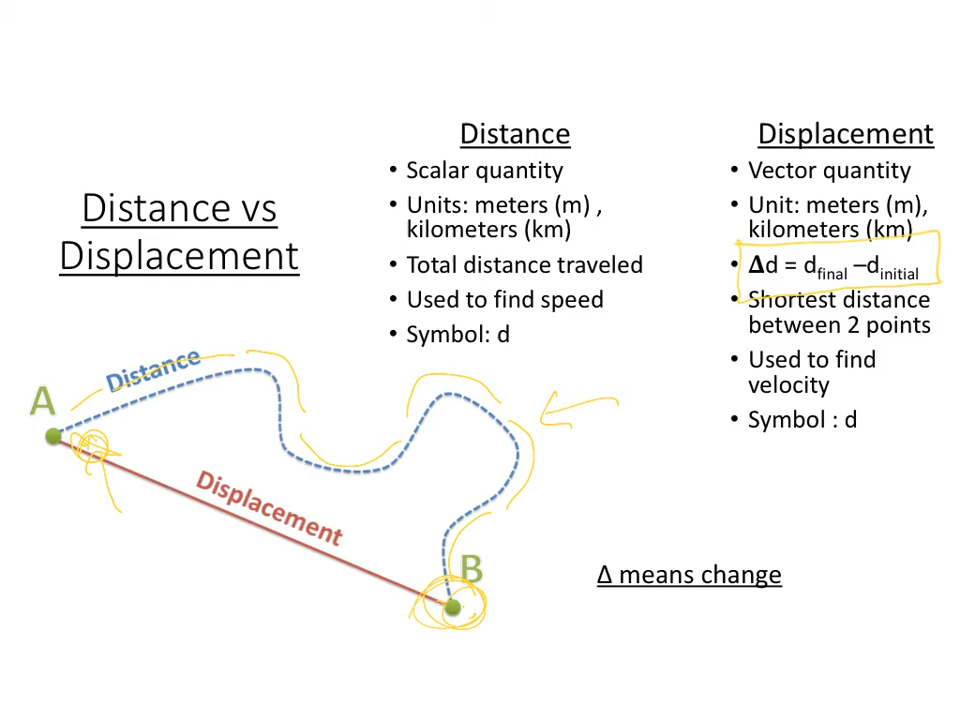 Distance vs
Displacement
Distance
• Scalar quantity
• Units: meters (m) ,
kilometers (km)
• Total distance traveled
• Used to find speed
• Symbol: d
Displacement
• Vector quantity
• Unit: meters (m),
kilometers (km)
• Δd = dfinal –dinitial
• Shortest distance
between 2 points
• Used to find
velocity
• Symbol : d
Distance
A
Displacement
B
Δ means change